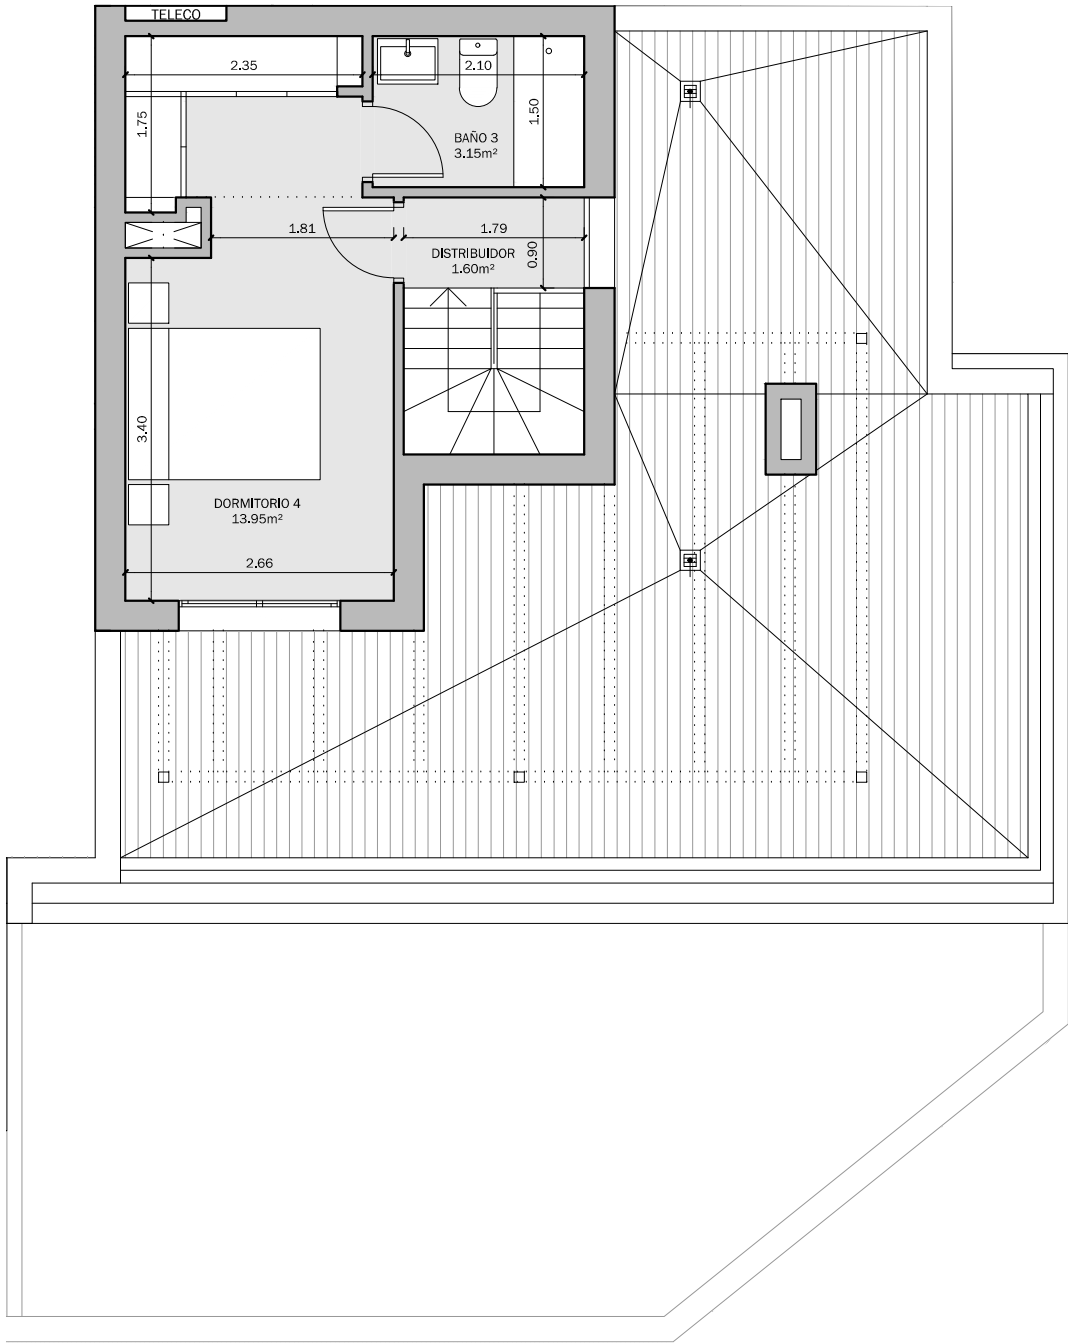 TELECO
2.35
2.10
1.75
1.50
BAÑO 3
3.15m²
1.81
1.79
DISTRIBUIDOR
1.60m²
0.90
3.40
DORMITORIO 4
13.95m²
2.66